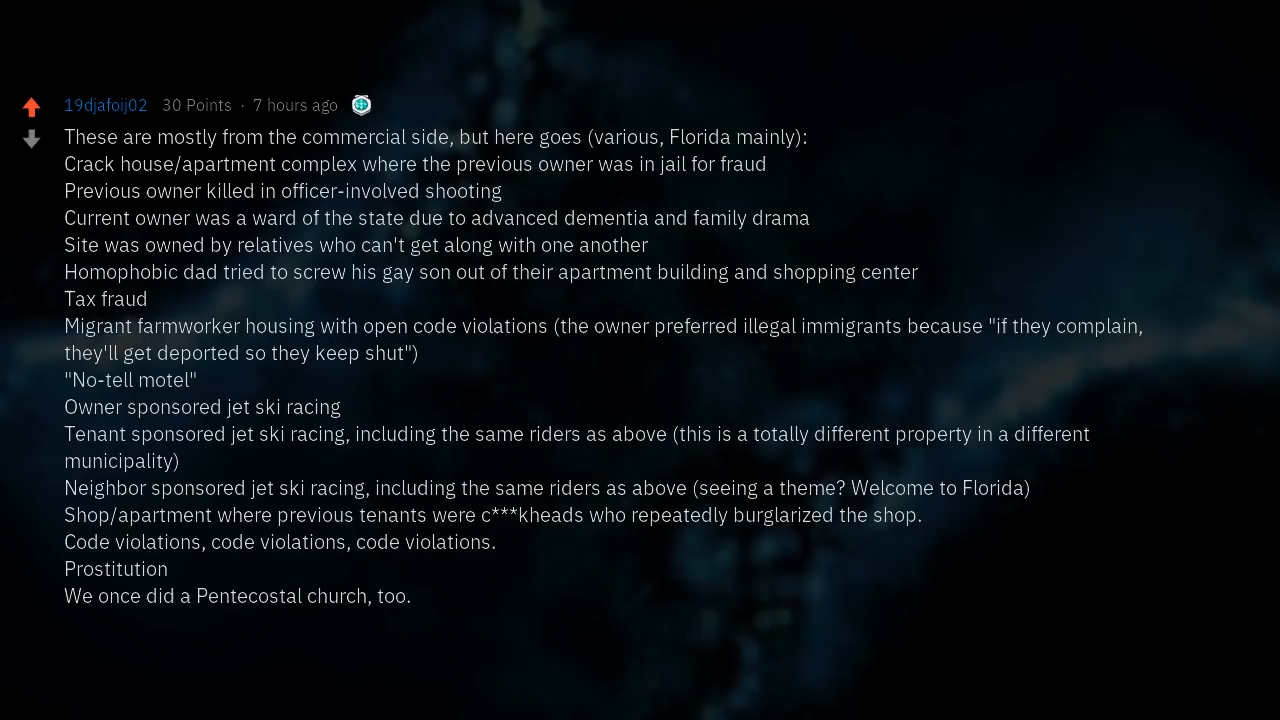 19djafoij02 30 Points · 7 hours ago
These are mostly from the commercial side, but here goes (various, Florida mainly):
Crack house/apartment complex where the previous owner was in jail for fraud
Previous owner killed in officer-involved shooting
Current owner was a ward of the state due to advanced dementia and family drama
Site was owned by relatives who can't get along with one another
Homophobic dad tried to screw his gay son out of their apartment building and shopping center
Tax fraud
Migrant farmworker housing with open code violations (the owner preferred illegal immigrants because "if they complain,
they'll get deported so they keep shut")
"No-tell motel"
Owner sponsored jet ski racing
Tenant sponsored jet ski racing, including the same riders as above (this is a totally different property in a different
municipality)
Neighbor sponsored jet ski racing, including the same riders as above (seeing a theme? Welcome to Florida)
Shop/apartment where previous tenants were c***kheads who repeatedly burglarized the shop.
Code violations, code violations, code violations.
Prostitution
We once did a Pentecostal church, too.